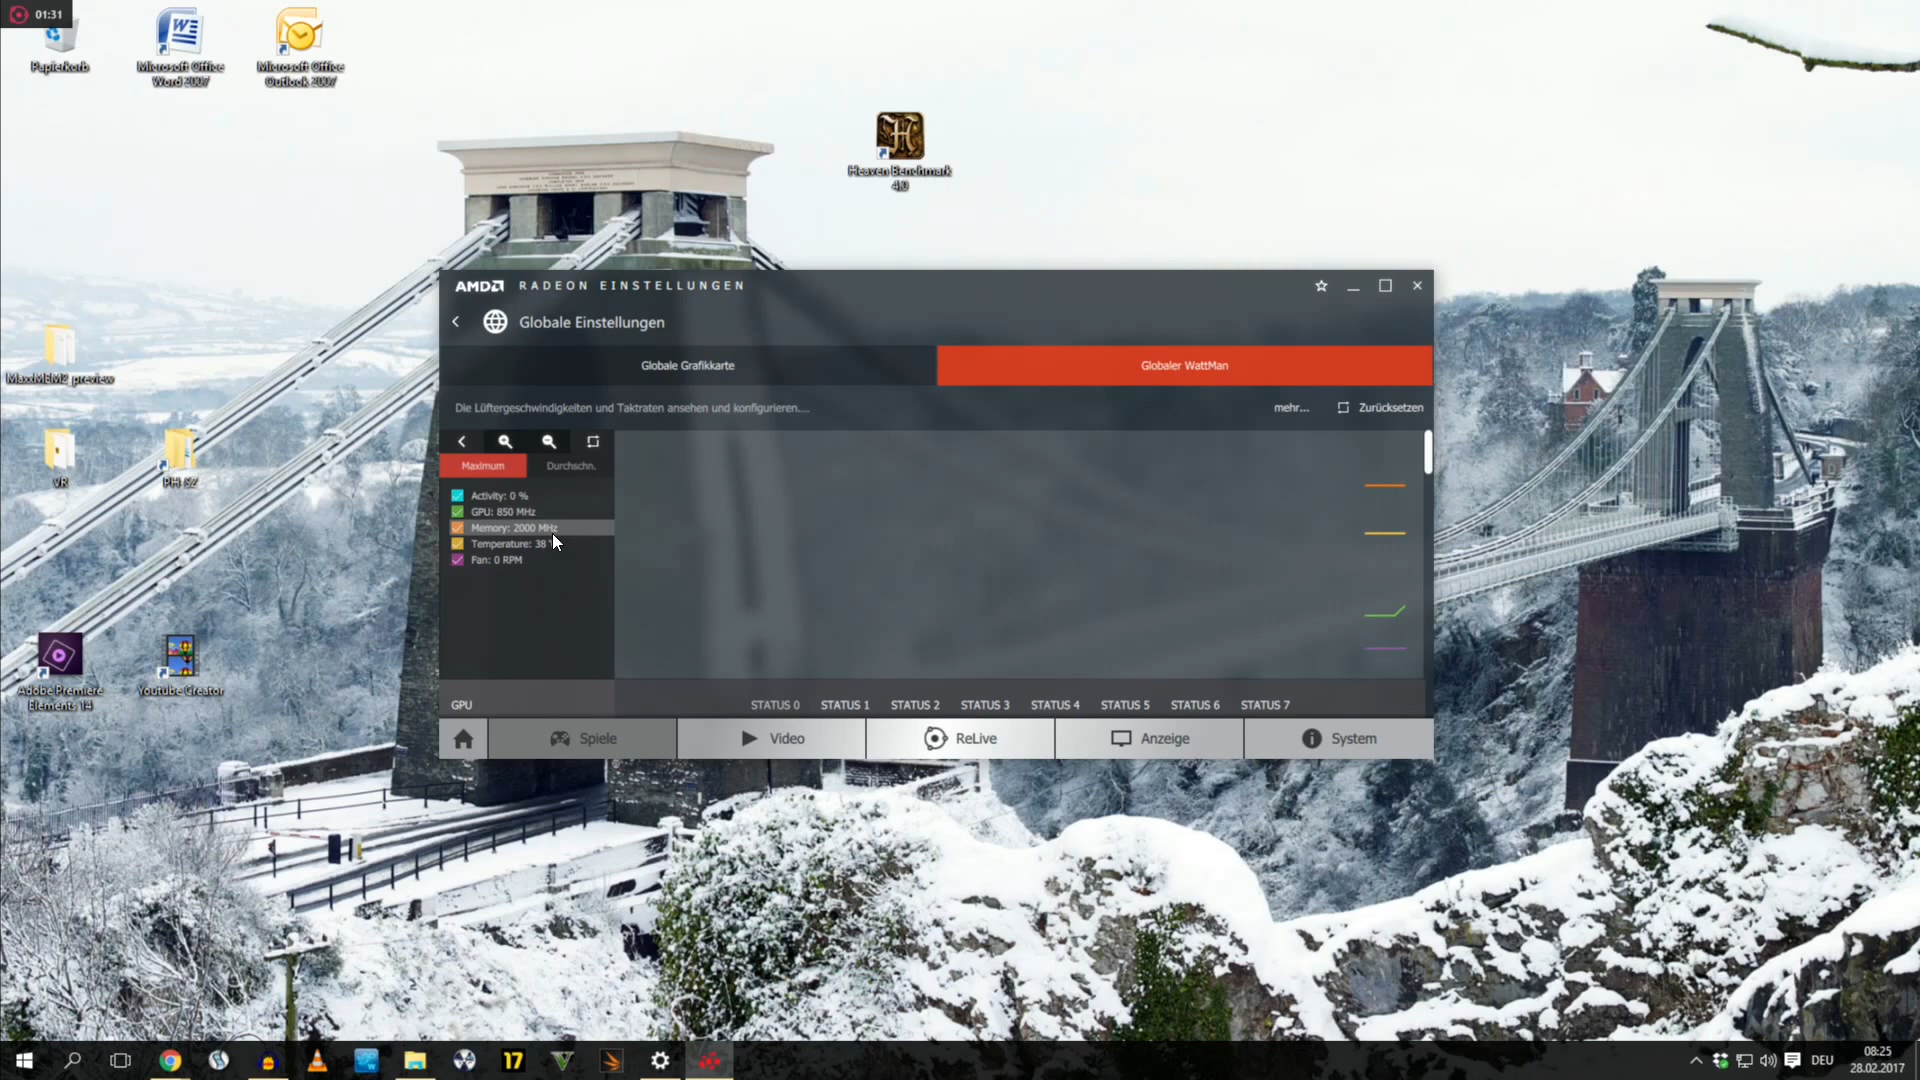 01:31
Papierkorb
Microsoft Office
Word 2007
Microsoft Office
Outlook 2007
Heaven Benchmark
4.0
MaxxMEM2_preview
VR
PH-SZ
Adobe Premiere
Elements 14
Youtube Creator
AMD RADEON EINSTELLUNGEN
Globale Einstellungen
Globale Grafikkarte
Globaler WattMan
Die Lüftergeschwindigkeiten und Taktraten ansehen und konfigurieren....
mehr...
Zurücksetzen
Maximum
Durchschn.
Activity: 0 %
GPU: 850 MHz
Memory: 2000 MHz
Temperature: 38
Fan: 0 RPM
GPU
STATUS 0
STATUS 1
STATUS 2
STATUS 3
STATUS 4
STATUS 5
STATUS 6
STATUS 7
Spiele
Video
ReLive
Anzeige
System
17
DEU
08:25
28.02.2017